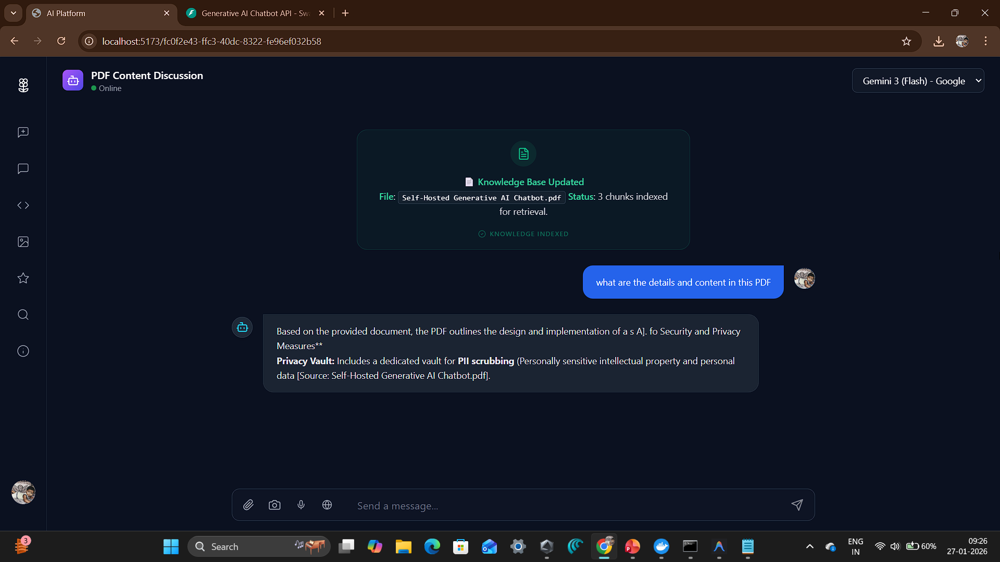 AI Platform
Generative AI Chatbot API - Swa
localhost:5173/fc0f2e43-ffc3-40dc-8322-fe96ef032b58
PDF Content Discussion
Online
Gemini 3 (Flash) - Google
Knowledge Base Updated
File: Self-Hosted Generative AI Chatbot.pdf Status: 3 chunks indexed
for retrieval.
KNOWLEDGE INDEXED
what are the details and content in this PDF
Based on the provided document, the PDF outlines the design and implementation of a s A]. fo Security and Privacy
Measures**
Privacy Vault: Includes a dedicated vault for PII scrubbing (Personally sensitive intellectual property and personal
data [Source: Self-Hosted Generative AI Chatbot.pdf].
Send a message...
3
Search
ENG
IN
60%
09:26
27-01-2026